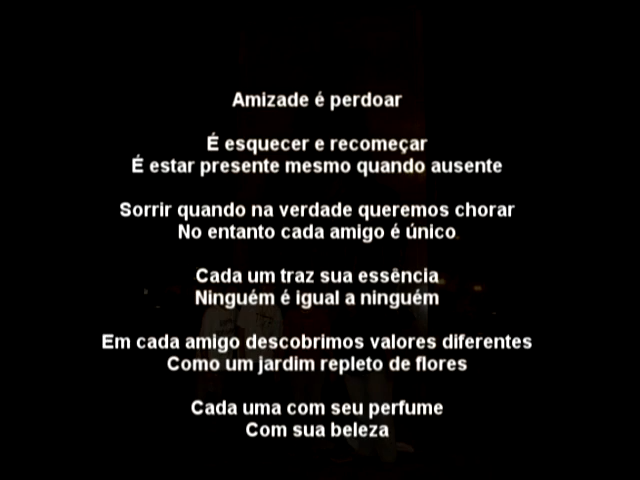 Amizade é perdoar
É esquecer e recomeçar
É estar presente mesmo quando ausente
Sorrir quando na verdade queremos chorar
No entanto cada amigo é único
Cada um traz sua essência
Ninguém é igual a ninguém
Em cada amigo descobrimos valores diferentes
Como um jardim repleto de flores
Cada uma com seu perfume
Com sua beleza